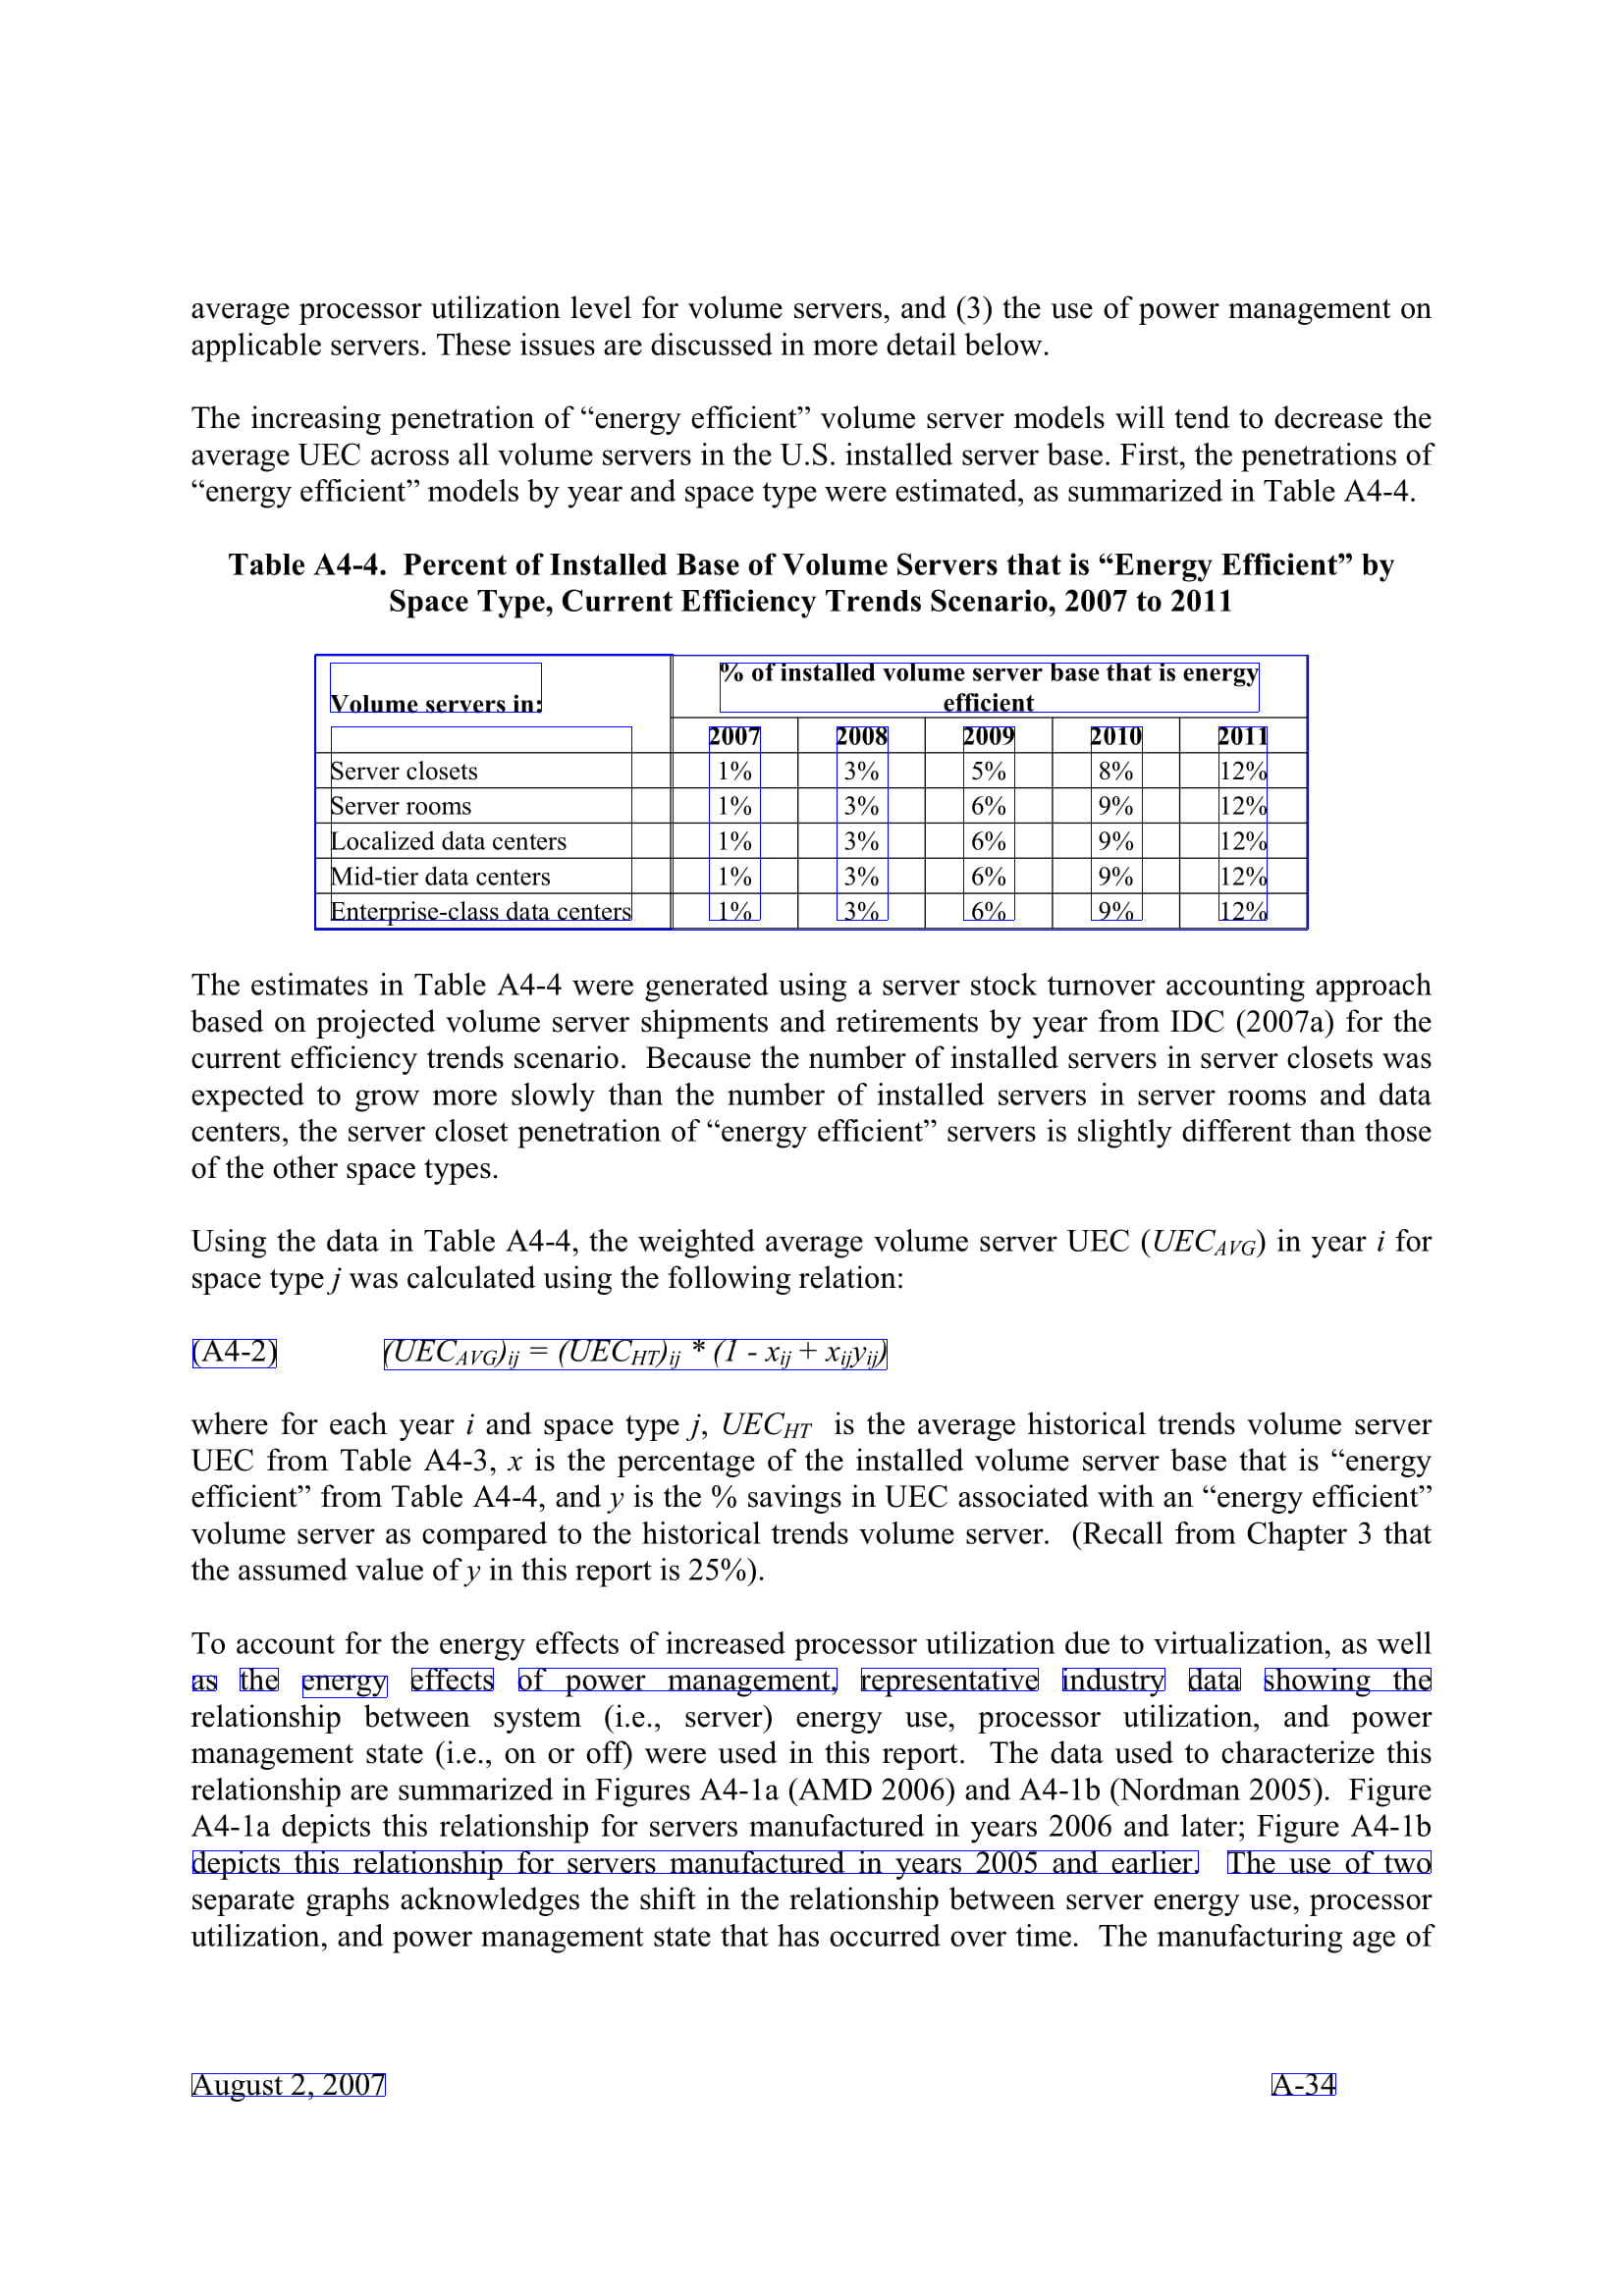 average processor utilization level for volume servers, and (3) the use of power management on
applicable servers. These issues are discussed in more detail below.
The increasing penetration of “energy efficient” volume server models will tend to decrease the
average UEC across all volume servers in the U.S. installed server base. First, the penetrations of
“energy efficient” models by year and space type were estimated, as summarized in Table A4-4.
Table A4-4.  Percent of Installed Base of Volume Servers that is “Energy Efficient” by
Space Type, Current Efficiency Trends Scenario, 2007 to 2011
% of installed volume server base that is energy
Volume servers in: efficient
2007 2008 2009 2010 2011
Server closets 1% 3% 5% 8% 12%
Server rooms 1% 3% 6% 9% 12%
Localized data centers 1% 3% 6% 9% 12%
Mid-tier data centers 1% 3% 6% 9% 12%
Enterprise-class data centers 1% 3% 6% 9% 12%
The estimates in Table A4-4 were generated using a server stock turnover accounting approach
based on projected volume server shipments and retirements by year from IDC (2007a) for the
current efficiency trends scenario.  Because the number of installed servers in server closets was
expected to grow more slowly than the number of installed servers in server rooms and data
centers, the server closet penetration of “energy efficient” servers is slightly different than those
of the other space types.
Using the data in Table A4-4, the weighted average volume server UEC (UECAVG) in year i for
space type j was calculated using the following relation:
(A4-2) (UECAVG)ij = (UECHT)ij * (1 - xij + xijyij)
where for each year i and space type j, UECHT  is the average historical trends volume server
UEC from Table A4-3, x is the percentage of the installed volume server base that is “energy
efficient” from Table A4-4, and y is the % savings in UEC associated with an “energy efficient”
volume server as compared to the historical trends volume server.  (Recall from Chapter 3 that
the assumed value of y in this report is 25%).
To account for the energy effects of increased processor utilization due to virtualization, as well
as the energy effects of power management, representative industry data showing the
relationship between system (i.e., server) energy use, processor utilization, and power
management state (i.e., on or off) were used in this report.  The data used to characterize this
relationship are summarized in Figures A4-1a (AMD 2006) and A4-1b (Nordman 2005).  Figure
A4-1a depicts this relationship for servers manufactured in years 2006 and later; Figure A4-1b
depicts this relationship for servers manufactured in years 2005 and earlier.  The use of two
separate graphs acknowledges the shift in the relationship between server energy use, processor
utilization, and power management state that has occurred over time.  The manufacturing age of
August 2, 2007 A-34